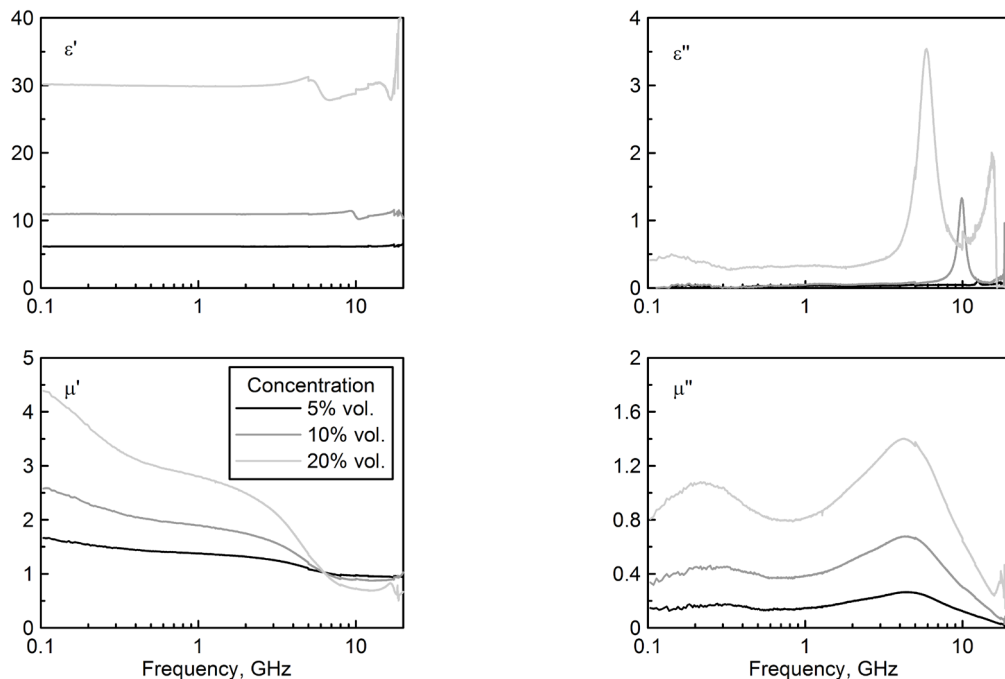 40
ε'
30
20
10
0
0.1 1 10
4
ε"
3
2
1
0
0.1 1 10
5
μ'
4
3
2
1
0
0.1 1 10
Frequency, GHz
Concentration
5% vol.
10% vol.
20% vol.
2
μ"
1.6
1.2
0.8
0.4
0
0.1 1 10
Frequency, GHz